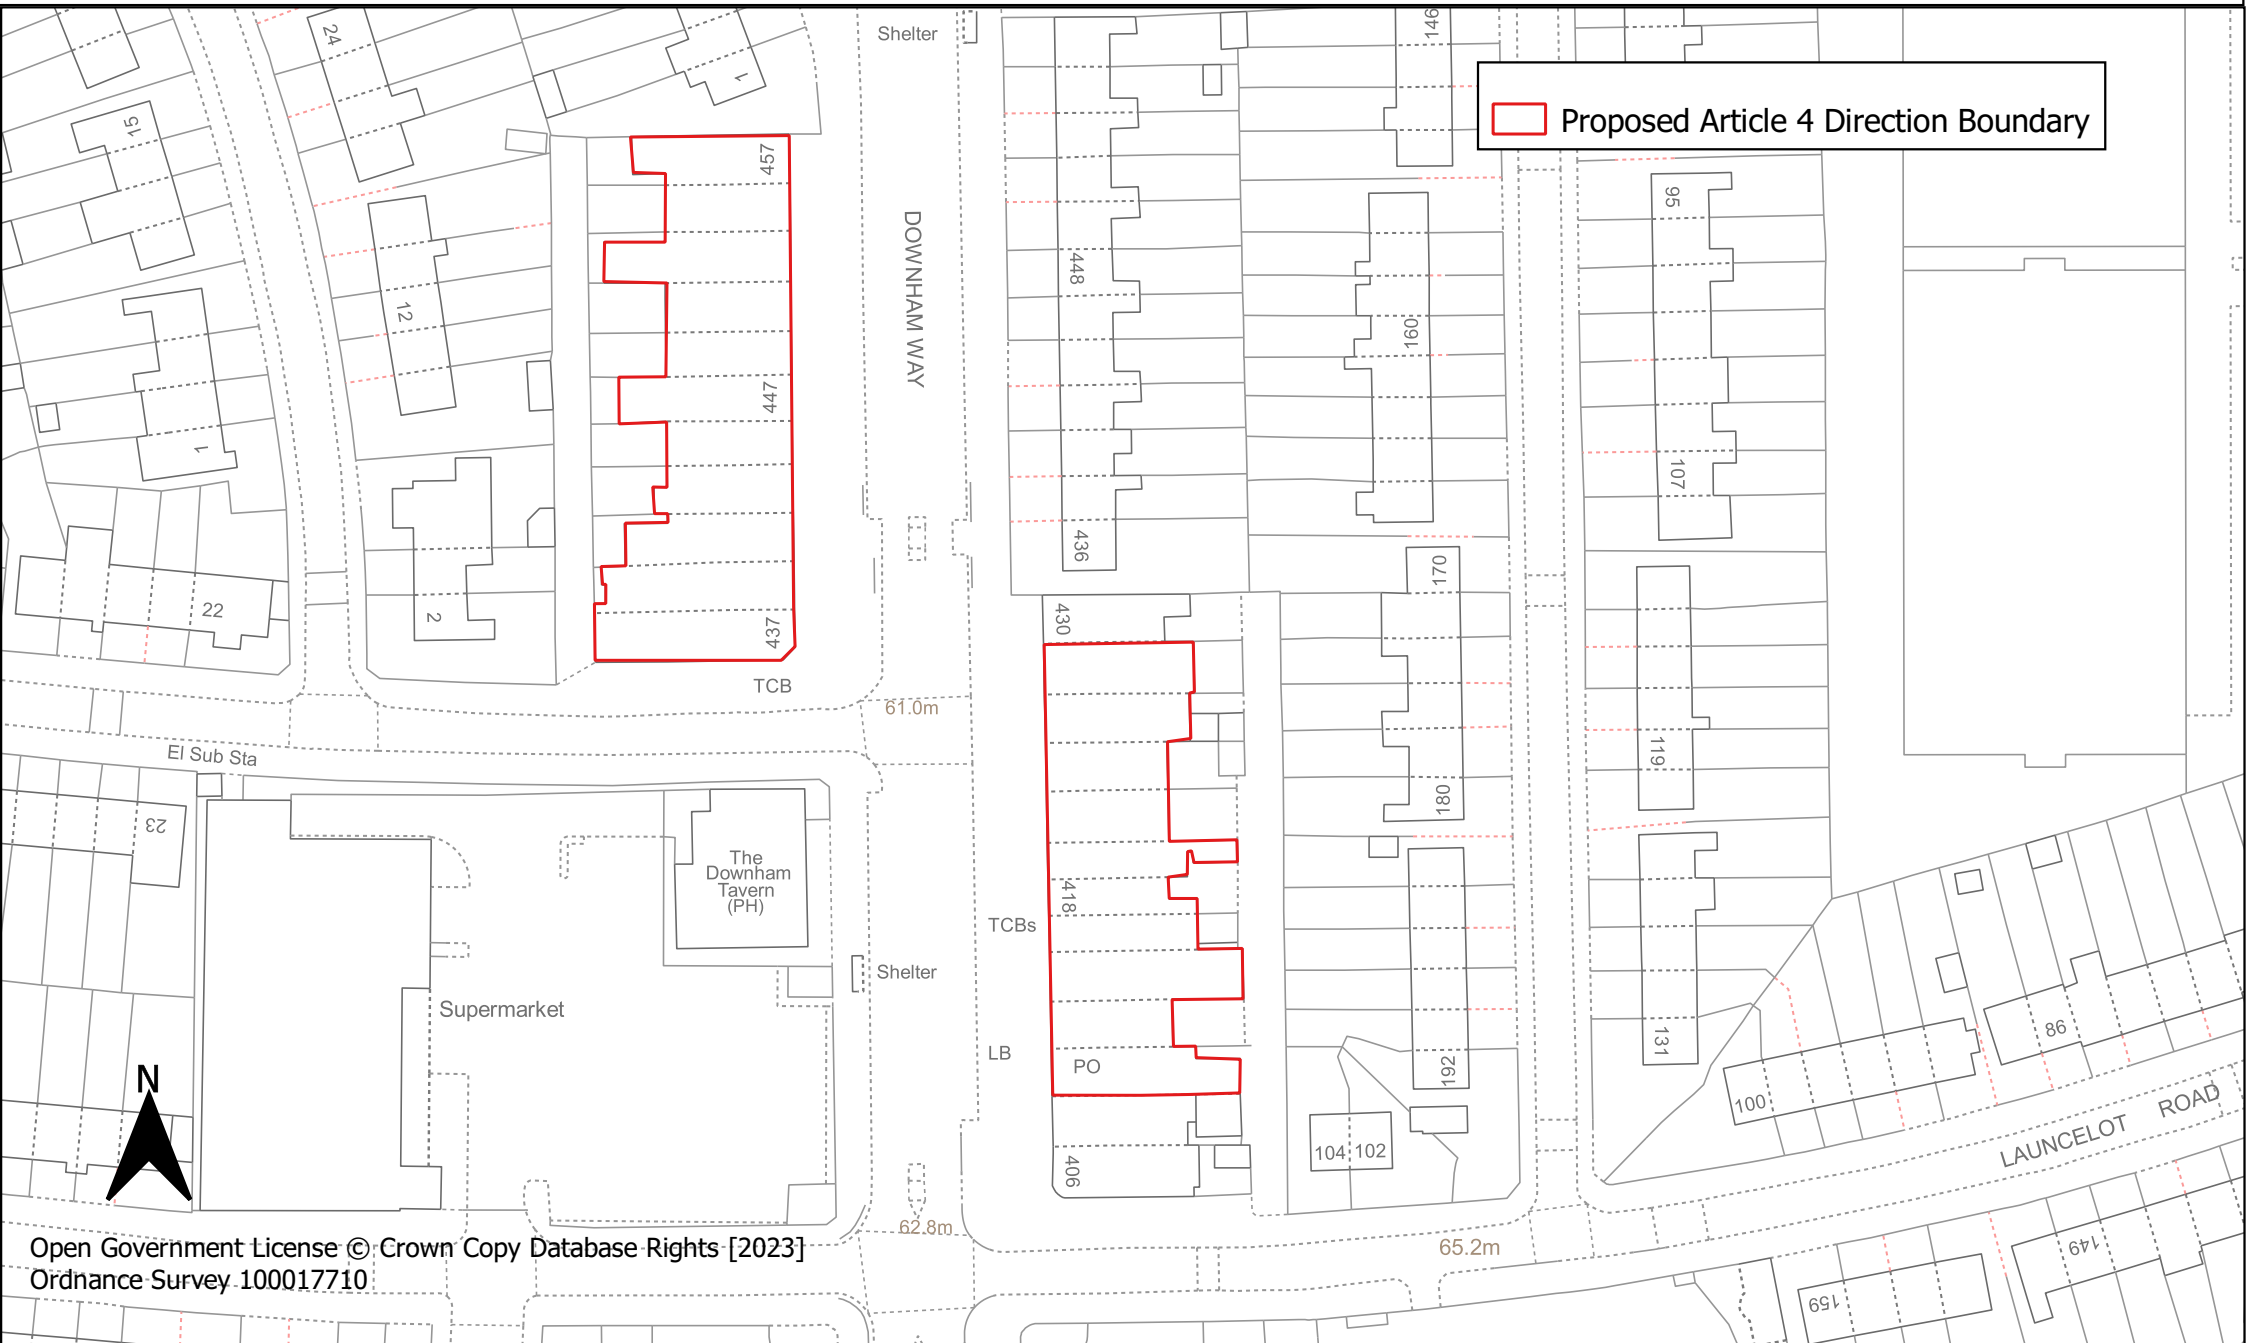 Shelter
146
24
1
Proposed Article 4 Direction Boundary
15
457
95
DOWNHAM WAY
448
12
160
447
1
107
436
170
22
2
430
437
TCB
61.0m
El Sub Sta
119
180
23
The
Downham
Tavern
(PH)
418
TCBs
Shelter
Supermarket
LB
PO
192
131
98
100
N
LAUNCELOT ROAD
104
102
406
62.8m
65.2m
149
159
Open Government License © Crown Copy Database Rights [2023]
Ordnance Survey 100017710